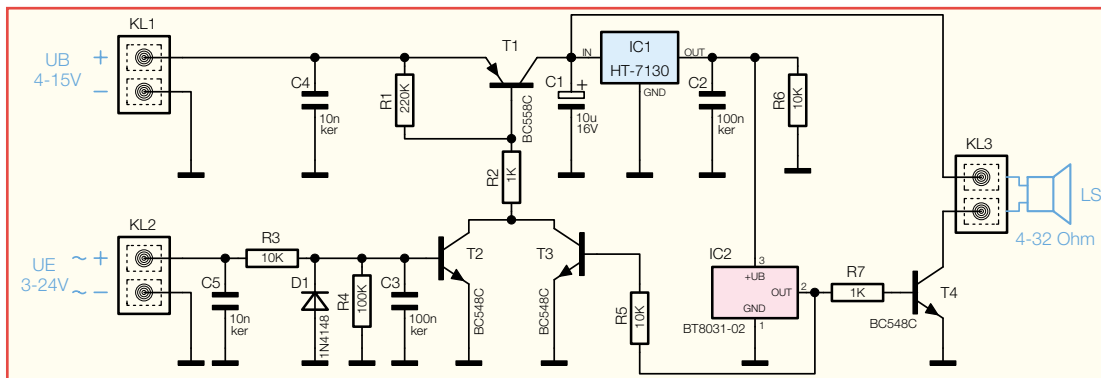 KL1
UB
4-15V
+
−
C4
10n
ker
R1
220K
T1
BC558C
R2
1K
C1
+
10u
16V
IN
IC1
HT-7130
OUT
GND
C2
100n
ker
R6
10K
KL3
LS
4-32 Ohm
KL2
UE
3-24V
~ +
~ −
C5
10n
ker
R3
10K
D1
1N4148
R4
100K
C3
100n
ker
T2
BC548C
T3
BC548C
R5
10K
IC2
3
+UB
OUT
2
GND
1
BT8031-02
R7
1K
T4
BC548C